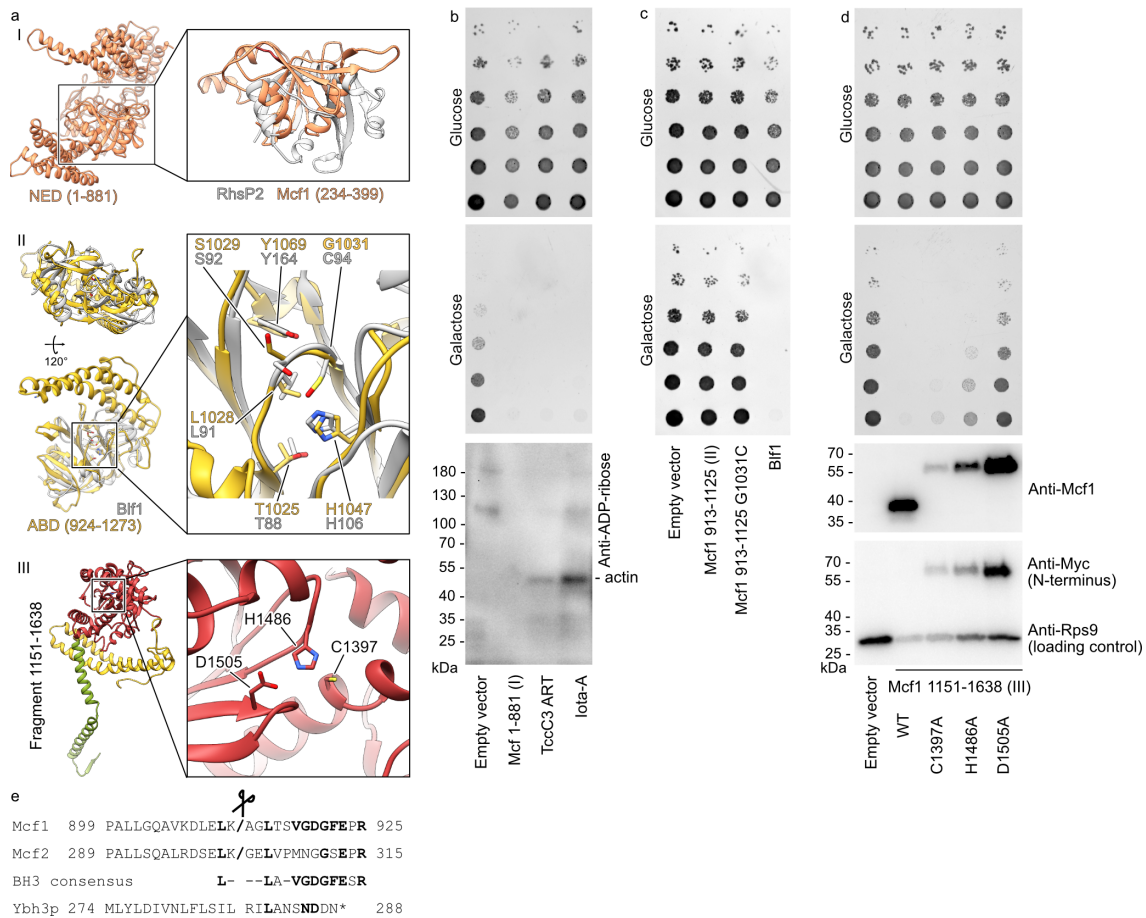 a
I
NED (1-881)
RhsP2 Mcf1 (234-399)
II
120°
ABD (924-1273)
Blf1
S1029 Y1069 G1031
S92 Y164 C94
L1028
L91
T1025 H1047
T88 H106
III
Fragment 1151-1638
H1486
C1397
D1505
b
Glucose
Galactose
180 -
130 -
100 -
55 -
40 -
35 -
25 -
kDa
Anti-ADP-ribose
- actin
Empty vector
Mcf 1-881 (I)
TccC3 ART
Iota-A
c
Glucose
Galactose
Empty vector
Mcf1 913-1125 (II)
Mcf1 913-1125 G1031C
Blf1
d
Glucose
Galactose
70 -
55 -
40 -
35 -
Anti-Mcf1
70 -
55 -
Anti-Myc
(N-terminus)
35 -
25 -
kDa
Anti-Rps9
(loading control)
Mcf1 1151-1638 (III)
Empty vector
WT
C1397A
H1486A
D1505A
e
Mcf1 899 PALLGQAVKDLELK/AGLTSVGDGFEPR 925
Mcf2 289 PALLSQALRDSELK/GELVPMNGGSEPR 315
BH3 consensus L- --LA-VGDGFESR
Ybh3p 274 MLYLDIVNLFLSIL RILANSNDDN* 288